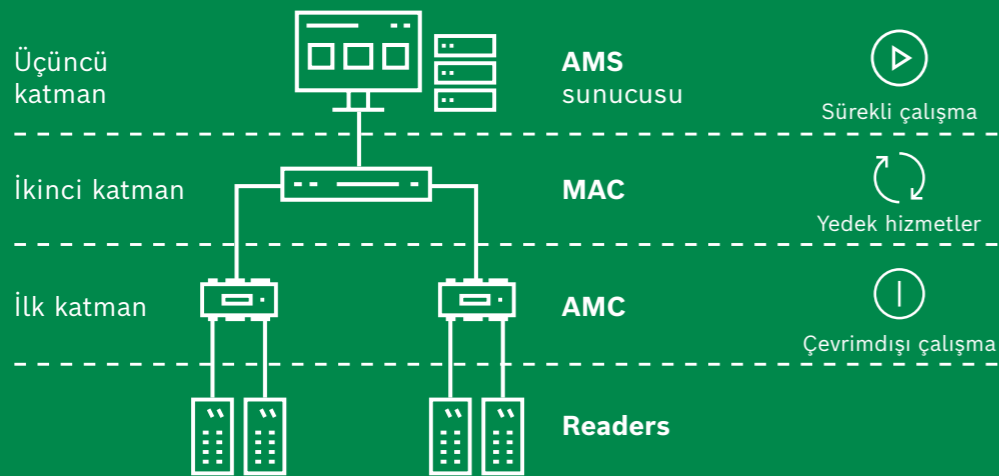 Üçüncü
katman
AMS
sunucusu
Sürekli çalışma
İkinci katman
MAC
Yedek hizmetler
İlk katman
AMC
Çevrimdışı çalışma
Readers